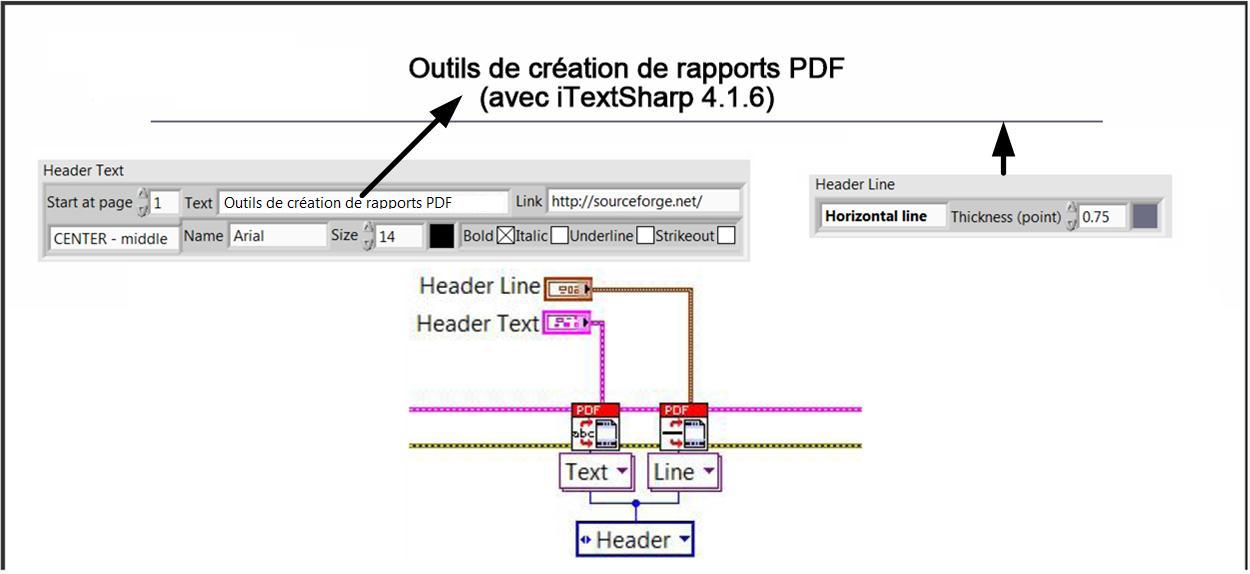 Outils de création de rapports PDF
(avec iTextSharp 4.1.6)
Header Text
Start at page 1 Text Outils de création de rapports PDF Link http://sourceforge.net/
CENTER - middle Name Arial Size 14 Bold Italic Underline Strikeout
Header Line
Horizontal line Thickness (point) 0.75
Header Line
Header Text
PDF PDF
abc
Text Line
Header